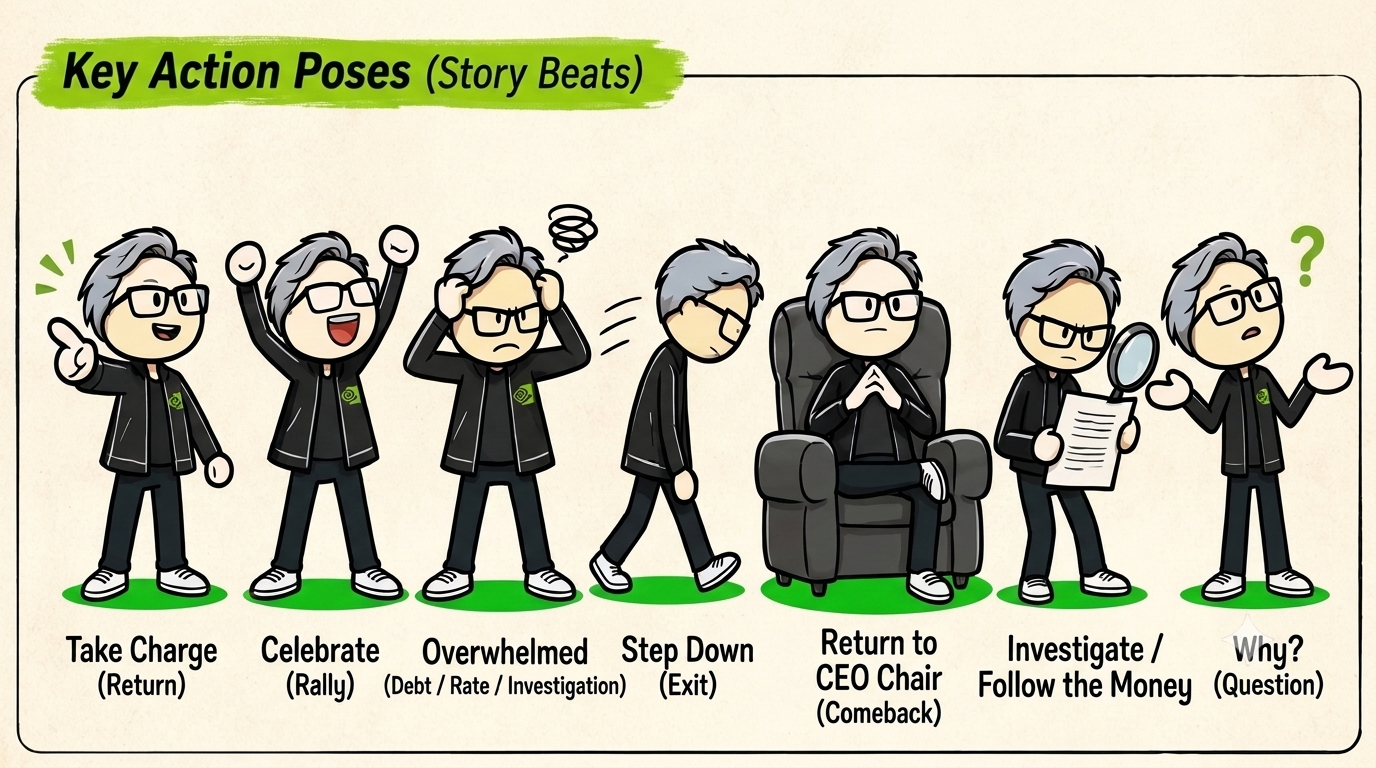 Key Action Poses (Story Beats)
?
Take Charge
(Return)
Celebrate
(Rally)
Overwhelmed
(Debt / Rate / Investigation)
Step Down
(Exit)
Return to
CEO Chair
(Comeback)
Investigate /
Follow the Money
Why?
(Question)